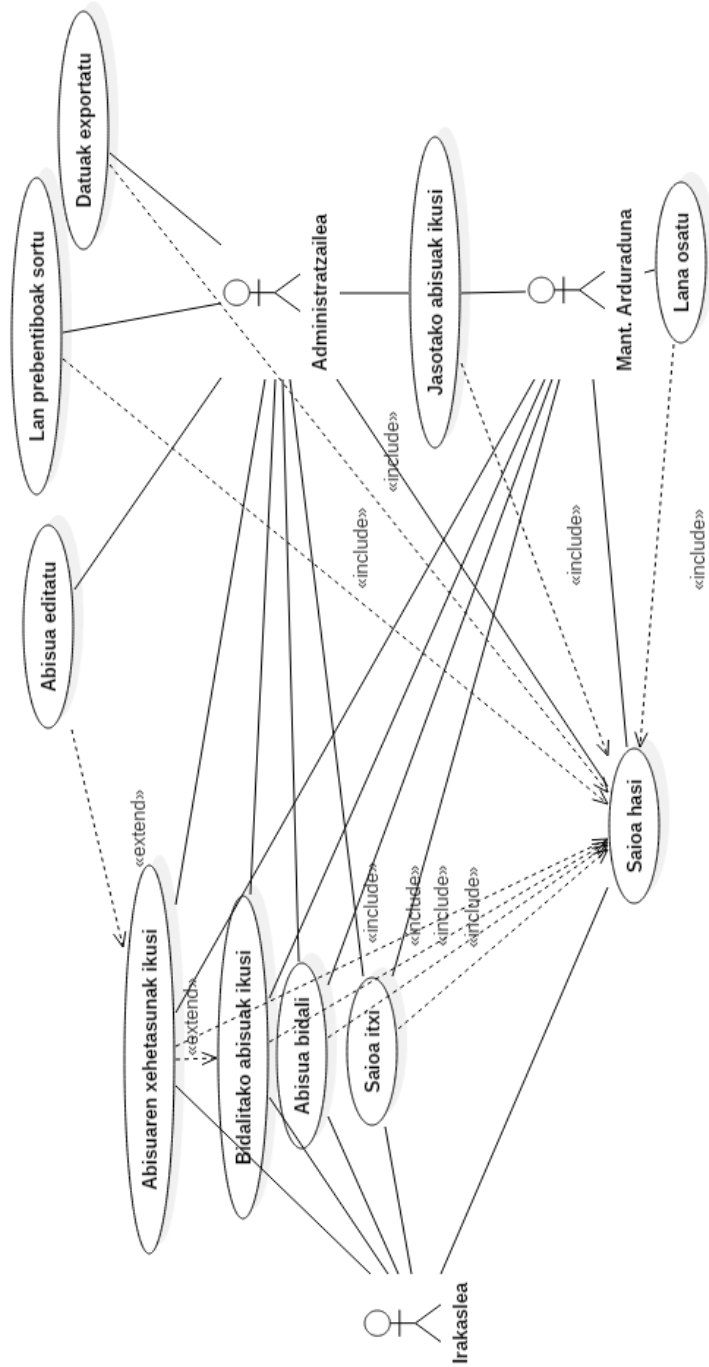 Lan prebentiboak sortu
Datuak exportatu
Abisua editatu
«extend»
Abisuaren xehetasunak ikusi
«extend»
Bidalitako abisuak ikusi
Abisua bidali
Saioa itxi
Administratzailea
«include»
«include»
«include»
«include»
«include»
«include»
Jasotako abisuak ikusi
Irakaslea
«include»
Mant. Arduraduna
Saioa hasi
Lana osatu
«include»